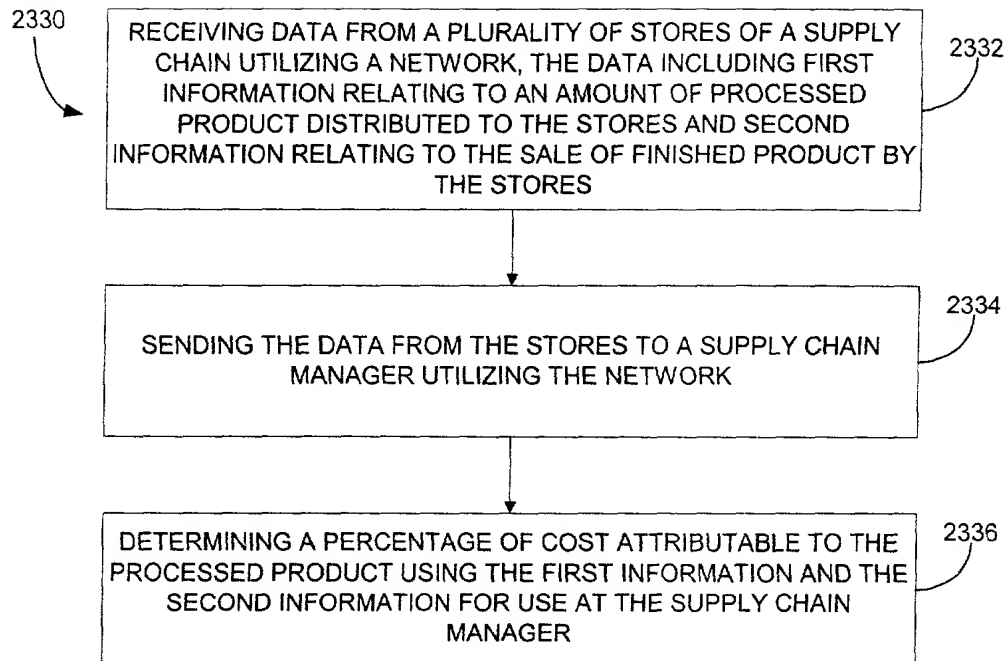 2330
RECEIVING DATA FROM A PLURALITY OF STORES OF A SUPPLY
CHAIN UTILIZING A NETWORK, THE DATA INCLUDING FIRST
INFORMATION RELATING TO AN AMOUNT OF PROCESSED
PRODUCT DISTRIBUTED TO THE STORES AND SECOND
INFORMATION RELATING TO THE SALE OF FINISHED PRODUCT BY
THE STORES
2332
SENDING THE DATA FROM THE STORES TO A SUPPLY CHAIN
MANAGER UTILIZING THE NETWORK
2334
DETERMINING A PERCENTAGE OF COST ATTRIBUTABLE TO THE
PROCESSED PRODUCT USING THE FIRST INFORMATION AND THE
SECOND INFORMATION FOR USE AT THE SUPPLY CHAIN
MANAGER
2336